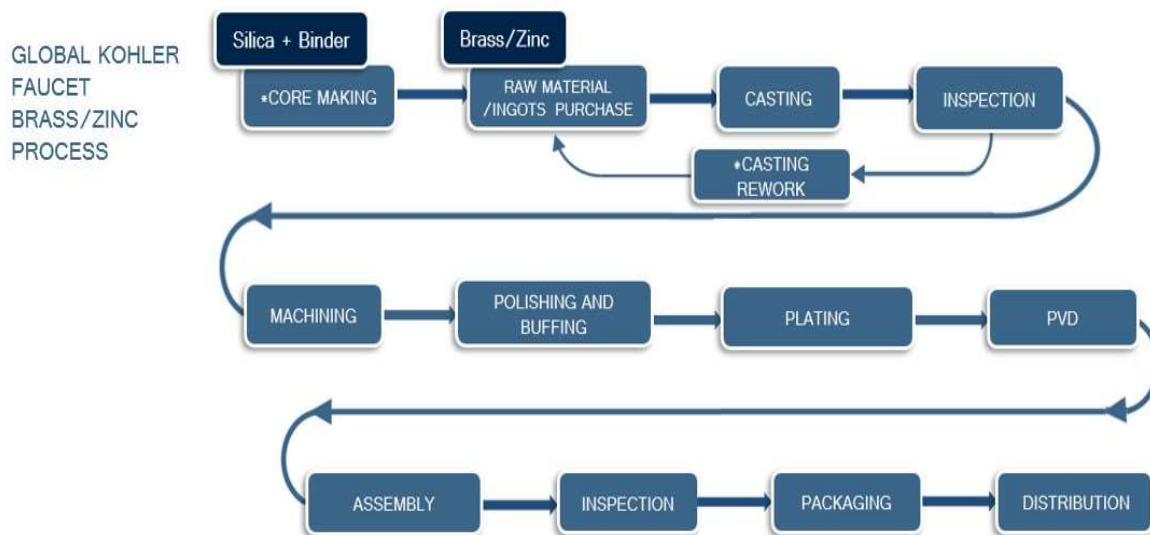 GLOBAL KOHLER
FAUCET
BRASS/ZINC
PROCESS
Silica + Binder
*CORE MAKING
Brass/Zinc
RAW MATERIAL
/INGOTS PURCHASE
CASTING
INSPECTION
*CASTING
REWORK
MACHINING
POLISHING AND
BUFFING
PLATING
PVD
ASSEMBLY
INSPECTION
PACKAGING
DISTRIBUTION